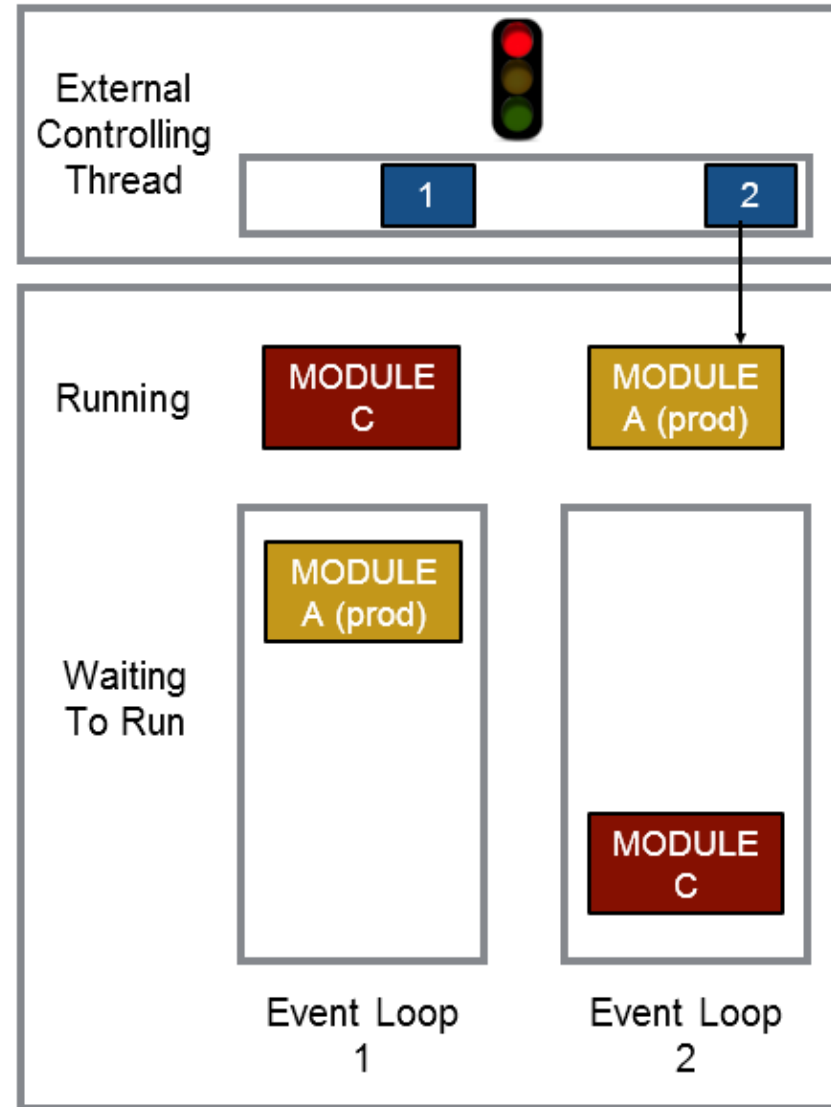 External
Controlling
Thread
1
2
Running
MODULE
C
MODULE
A (prod)
Waiting
To Run
MODULE
A (prod)
MODULE
C
Event Loop
1
Event Loop
2